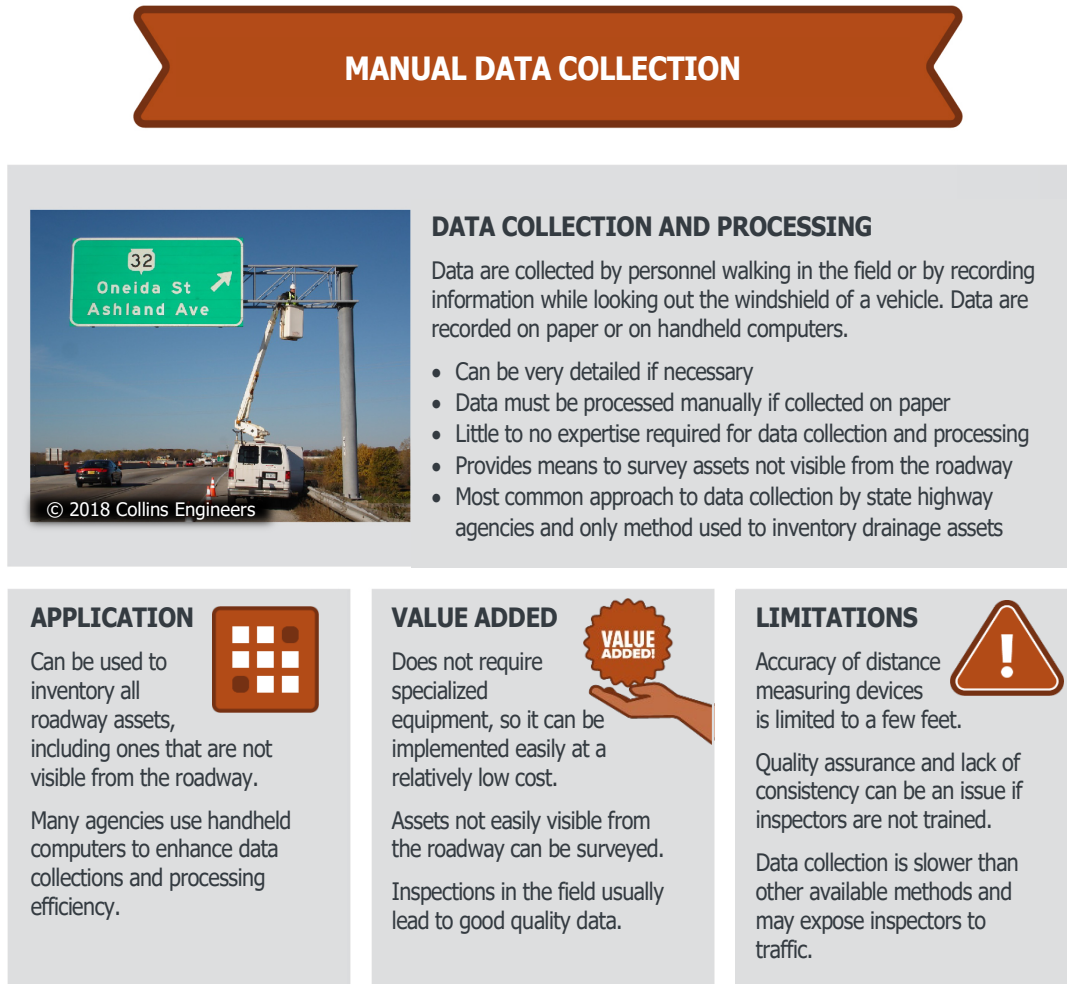 MANUAL DATA COLLECTION
32
Oneida St
Ashland Ave
© 2018 Collins Engineers
DATA COLLECTION AND PROCESSING
Data are collected by personnel walking in the field or by recording
information while looking out the windshield of a vehicle. Data are
recorded on paper or on handheld computers.
• Can be very detailed if necessary
• Data must be processed manually if collected on paper
• Little to no expertise required for data collection and processing
• Provides means to survey assets not visible from the roadway
• Most common approach to data collection by state highway
agencies and only method used to inventory drainage assets
APPLICATION
Can be used to
inventory all
roadway assets,
including ones that are not
visible from the roadway.
Many agencies use handheld
computers to enhance data
collections and processing
efficiency.
VALUE ADDED
VALUE
ADDED!
Does not require
specialized
equipment, so it can be
implemented easily at a
relatively low cost.
Assets not easily visible from
the roadway can be surveyed.
Inspections in the field usually
lead to good quality data.
LIMITATIONS
!
Accuracy of distance
measuring devices
is limited to a few feet.
Quality assurance and lack of
consistency can be an issue if
inspectors are not trained.
Data collection is slower than
other available methods and
may expose inspectors to
traffic.